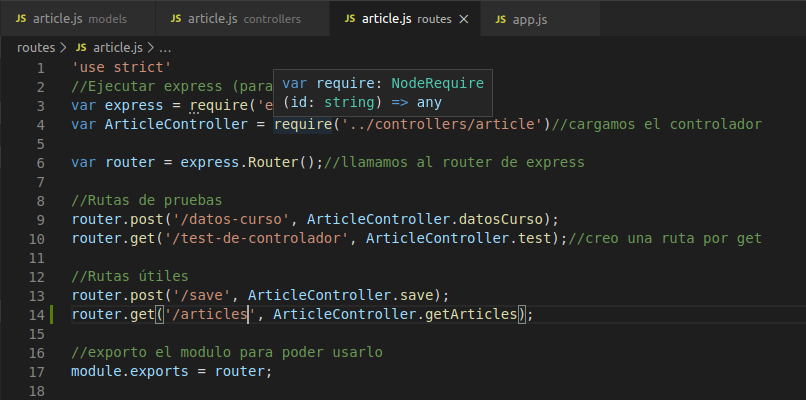 JS article.js models JS article.js controllers JS article.js routes × JS app.js
routes > JS article.js > ...
1 'use strict'
2 //Ejecutar express (para
var require: NodeRequire
(id: string) => any
3 var express = require('e
4 var ArticleController = require('../controllers/article')//cargamos el controlador
5
6 var router = express.Router();//llamamos al router de express
7
8 //Rutas de pruebas
9 router.post('/datos-curso', ArticleController.datosCurso);
10 router.get('/test-de-controlador', ArticleController.test);//creo una ruta por get
11
12 //Rutas útiles
13 router.post('/save', ArticleController.save);
14 router.get('/articles', ArticleController.getArticles);
15
16 //exporto el modulo para poder usarlo
17 module.exports = router;
18